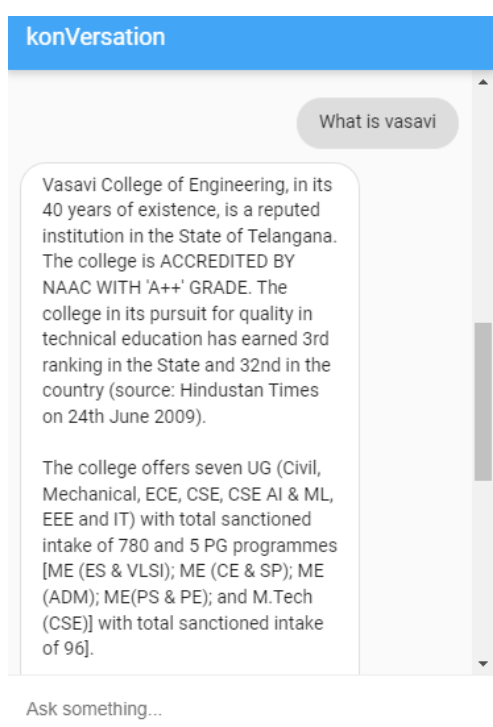 konVersation
What is vasavi
Vasavi College of Engineering, in its
40 years of existence, is a reputed
institution in the State of Telangana.
The college is ACCREDITED BY
NAAC WITH 'A++' GRADE. The
college in its pursuit for quality in
technical education has earned 3rd
ranking in the State and 32nd in the
country (source: Hindustan Times
on 24th June 2009).
The college offers seven UG (Civil,
Mechanical, ECE, CSE, CSE AI & ML,
EEE and IT) with total sanctioned
intake of 780 and 5 PG programmes
[ME (ES & VLSI); ME (CE & SP); ME
(ADM); ME(PS & PE); and M.Tech
(CSE)] with total sanctioned intake
of 96].
Ask something...